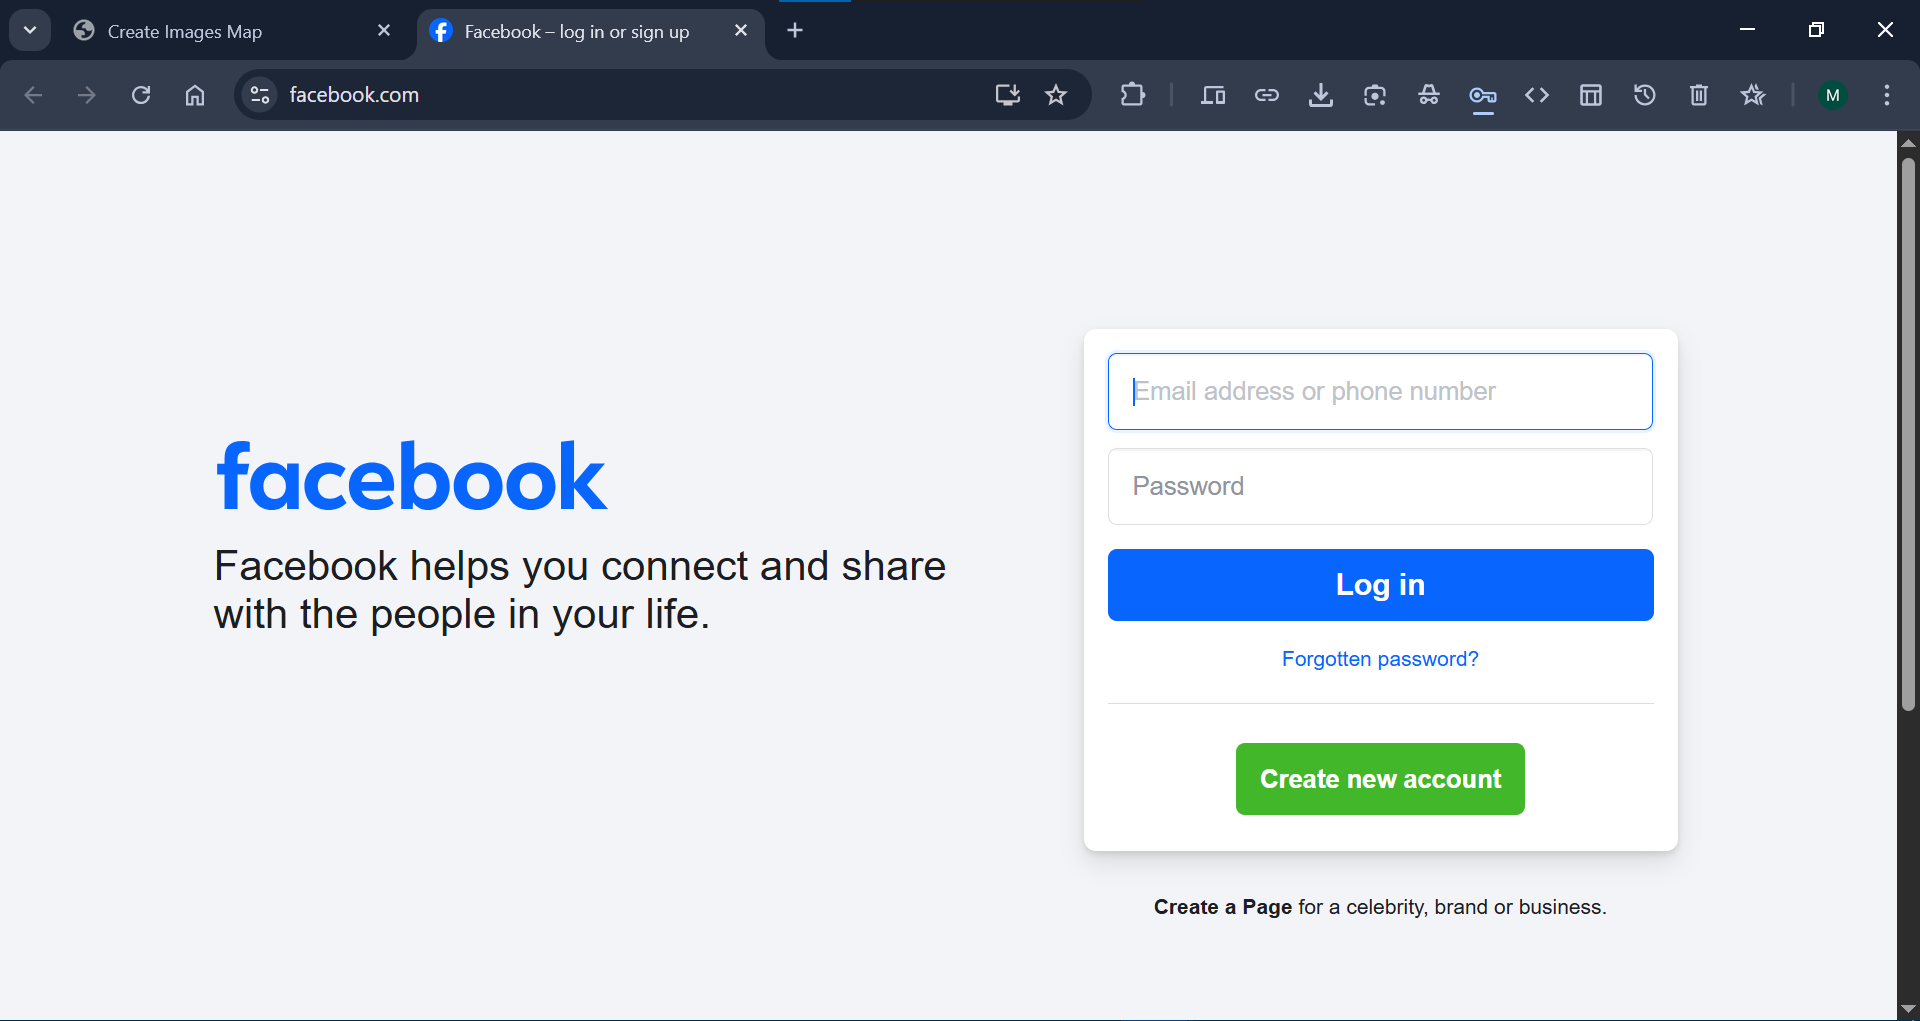 Create Images Map
Facebook – log in or sign up
facebook.com
M
facebook
Facebook helps you connect and share
with the people in your life.
Email address or phone number
Password
Log in
Forgotten password?
Create new account
Create a Page for a celebrity, brand or business.